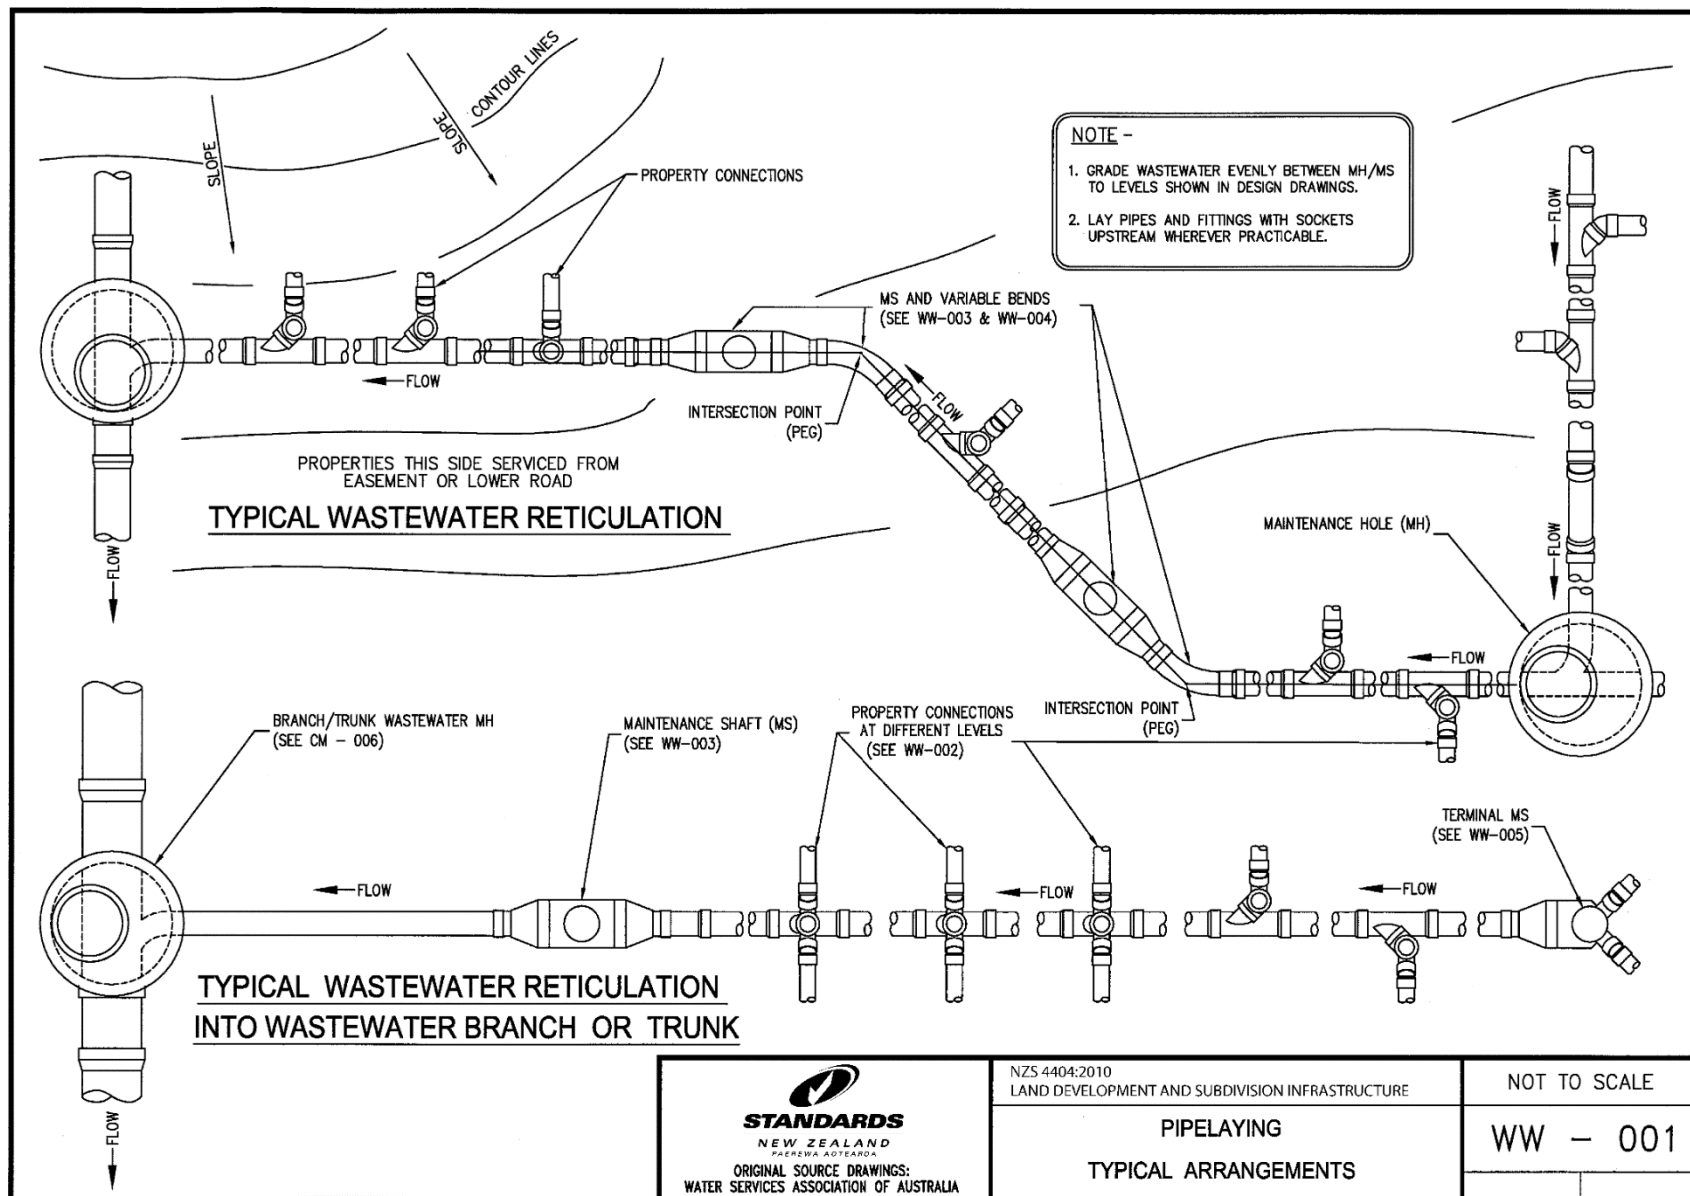 CONTOUR LINES
SLOPE
SLOPE
PROPERTY CONNECTIONS
NOTE -
1. GRADE WASTEWATER EVENLY BETWEEN MH/MS
TO LEVELS SHOWN IN DESIGN DRAWINGS.
2. LAY PIPES AND FITTINGS WITH SOCKETS
UPSTREAM WHEREVER PRACTICABLE.
FLOW
MS AND VARIABLE BENDS
(SEE WW-003 & WW-004)
FLOW
FLOW
INTERSECTION POINT
(PEG)
PROPERTIES THIS SIDE SERVICED FROM
EASEMENT OR LOWER ROAD
TYPICAL WASTEWATER RETICULATION
MAINTENANCE HOLE (MH)
FLOW
FLOW
FLOW
INTERSECTION POINT
(PEG)
BRANCH/TRUNK WASTEWATER MH
(SEE CM - 006)
MAINTENANCE SHAFT (MS)
(SEE WW-003)
PROPERTY CONNECTIONS
AT DIFFERENT LEVELS
(SEE WW-002)
TERMINAL MS
(SEE WW-005)
FLOW
FLOW
FLOW
TYPICAL WASTEWATER RETICULATION
INTO WASTEWATER BRANCH OR TRUNK
FLOW
STANDARDS
NEW ZEALAND
PAEREWA AOTEAROA
ORIGINAL SOURCE DRAWINGS:
WATER SERVICES ASSOCIATION OF AUSTRALIA
NZS 4404:2010
LAND DEVELOPMENT AND SUBDIVISION INFRASTRUCTURE
PIPELAYING
TYPICAL ARRANGEMENTS
NOT TO SCALE
WW - 001